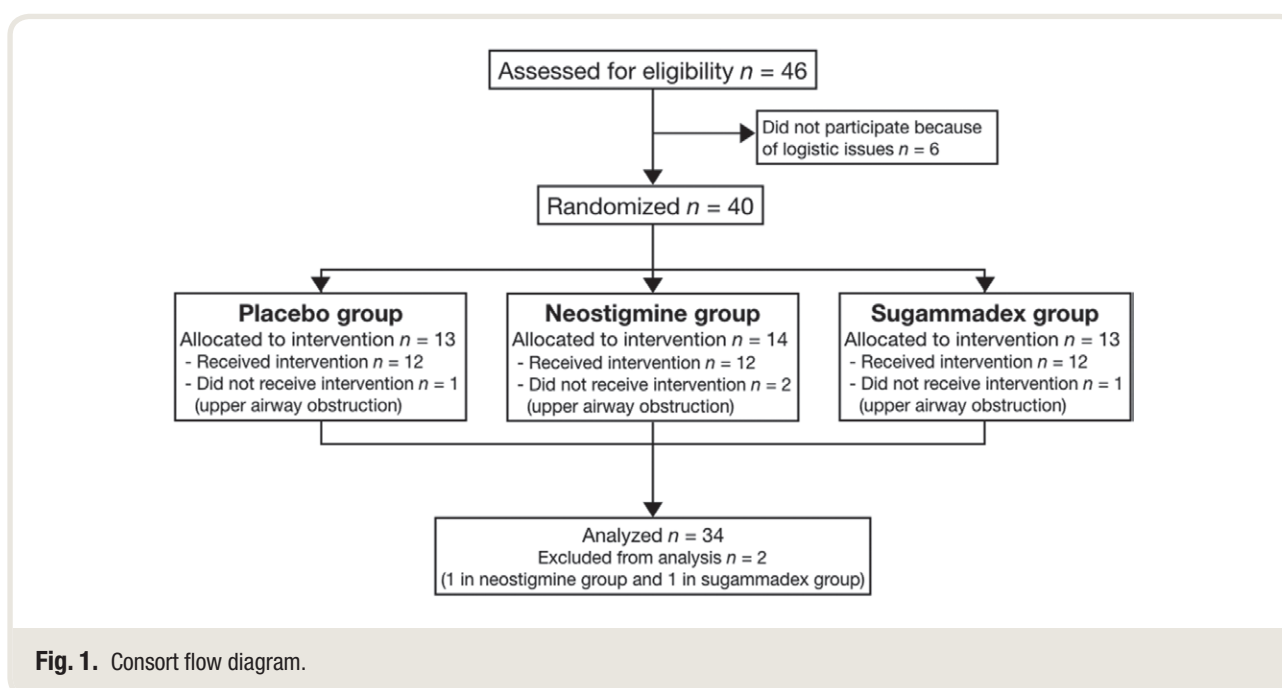 Assessed for eligibility n = 46
Did not participate because
of logistic issues n = 6
Randomized n = 40
Placebo group
Allocated to intervention n = 13
- Received intervention n = 12
- Did not receive intervention n = 1
(upper airway obstruction)
Neostigmine group
Allocated to intervention n = 14
- Received intervention n = 12
- Did not receive intervention n = 2
(upper airway obstruction)
Sugammadex group
Allocated to intervention n = 13
- Received intervention n = 12
- Did not receive intervention n = 1
(upper airway obstruction)
Analyzed n = 34
Excluded from analysis n = 2
(1 in neostigmine group and 1 in sugammadex group)
Fig. 1. Consort flow diagram.